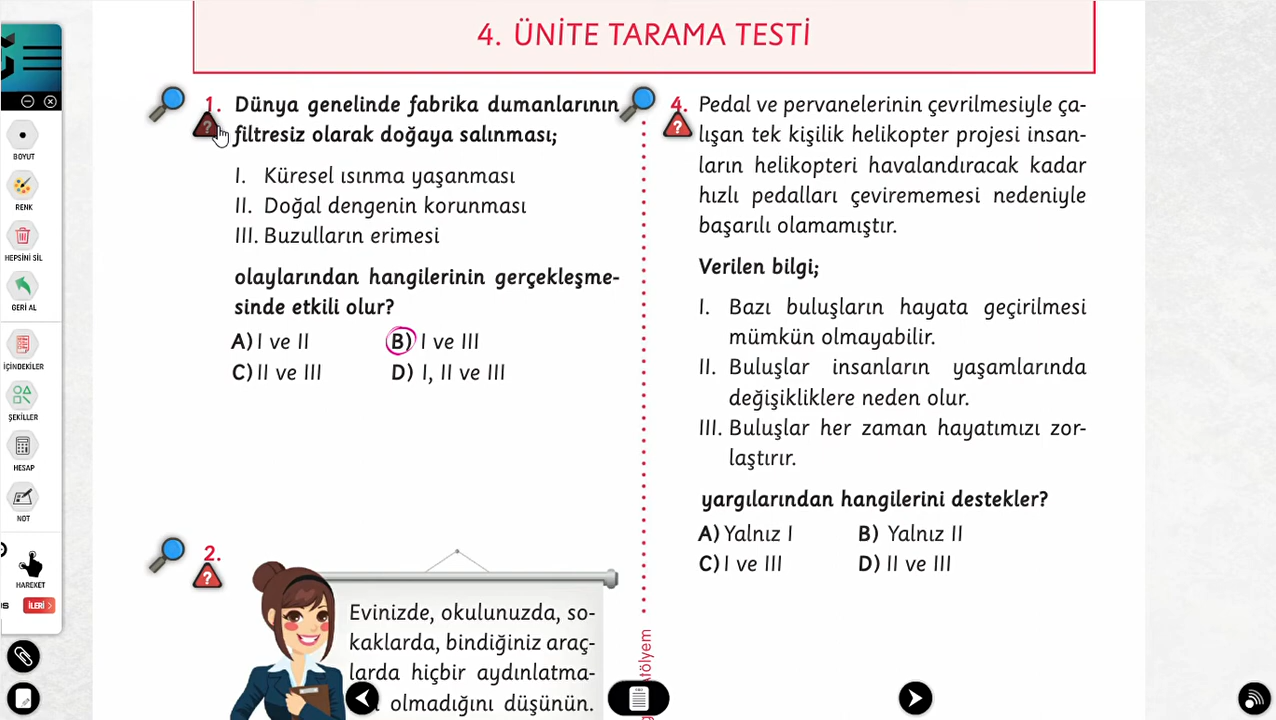 4. ÜNİTE TARAMA TESTİ
1. Dünya genelinde fabrika dumanlarının
filtresiz olarak doğaya salınması;
I. Küresel ısınma yaşanması
II. Doğal dengenin korunması
III. Buzulların erimesi
olaylarından hangilerinin gerçekleşme-
sinde etkili olur?
A) I ve II B) I ve III
C) II ve III D) I, II ve III
2.
Evinizde, okulunuzda, so-
kaklarda, bindiğiniz araç-
larda hiçbir aydınlatma-
olmadığını düşünün.
4. Pedal ve pervanelerinin çevrilmesiyle ça-
lışan tek kişilik helikopter projesi insan-
ların helikopteri havalandıracak kadar
hızlı pedalları çevirememesi nedeniyle
başarılı olamamıştır.
Verilen bilgi;
I. Bazı buluşların hayata geçirilmesi
mümkün olmayabilir.
II. Buluşlar insanların yaşamlarında
değişikliklere neden olur.
III. Buluşlar her zaman hayatımızı zor-
laştırır.
yargılarından hangilerini destekler?
A) Yalnız I B) Yalnız II
C) I ve III D) II ve III
BOYUT
RENK
HEPSİNİ SİL
GERİ AL
İÇİNDEKİLER
ŞEKİLLER
HESAP
NOT
HAREKET
İLERİ